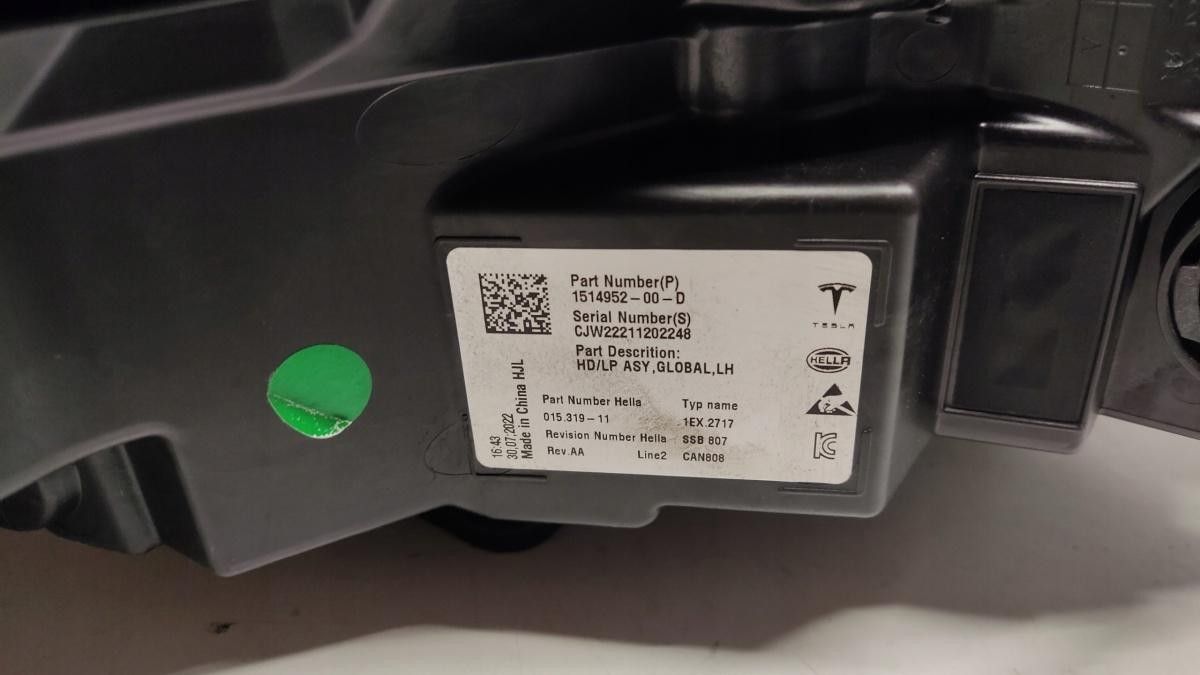 Part Number(P)
1514952-00-D
Serial Number(S)
CJW22211202248
Part Descrition:
HD/LP ASY,GLOBAL,LH
Part Number Hella
Typ name
015.319-11
1EX.2717
Revision Number Hella
SSB 807
Rev.AA
Line2
CAN808
16:43
30.07.2022
Made in China HJL
TESLA
HELLA